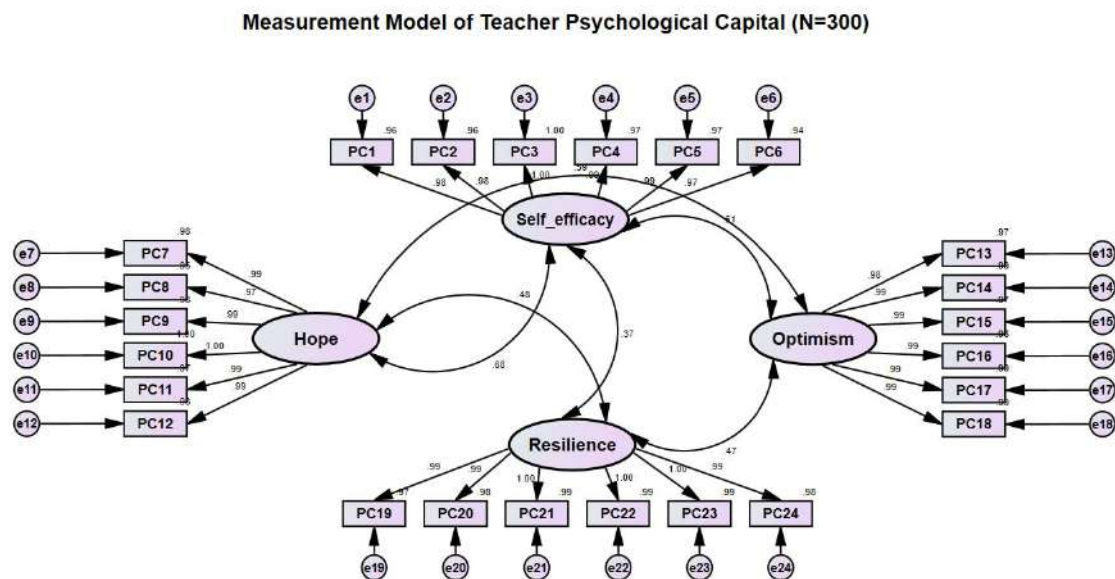 Measurement Model of Teacher Psychological Capital (N=300)
e1 e2 e3 e4 e5 e6
.96 .96 1.00 .97 .97 .94
PC1 PC2 PC3 PC4 PC5 PC6
.98 .98 1.00 .59 .99 .97
Self_efficacy
e7 PC7 .98 .99
e8 PC8 .97
e9 PC9 .99
e10 PC10 1.00 1.00
e11 PC11 .99
e12 PC12 .99
Hope
.48
.37
.68
.97
.98 PC13 e13
.99 PC14 e14
.99 PC15 e15
.99 PC16 e16
.99 PC17 e17
.99 PC18 e18
Optimism
.47
Resilience
.99 .99 1.00 1.00 1.00 .99
.97 .98 .99 .99 .99 .98
PC19 PC20 PC21 PC22 PC23 PC24
e19 e20 e21 e22 e23 e24